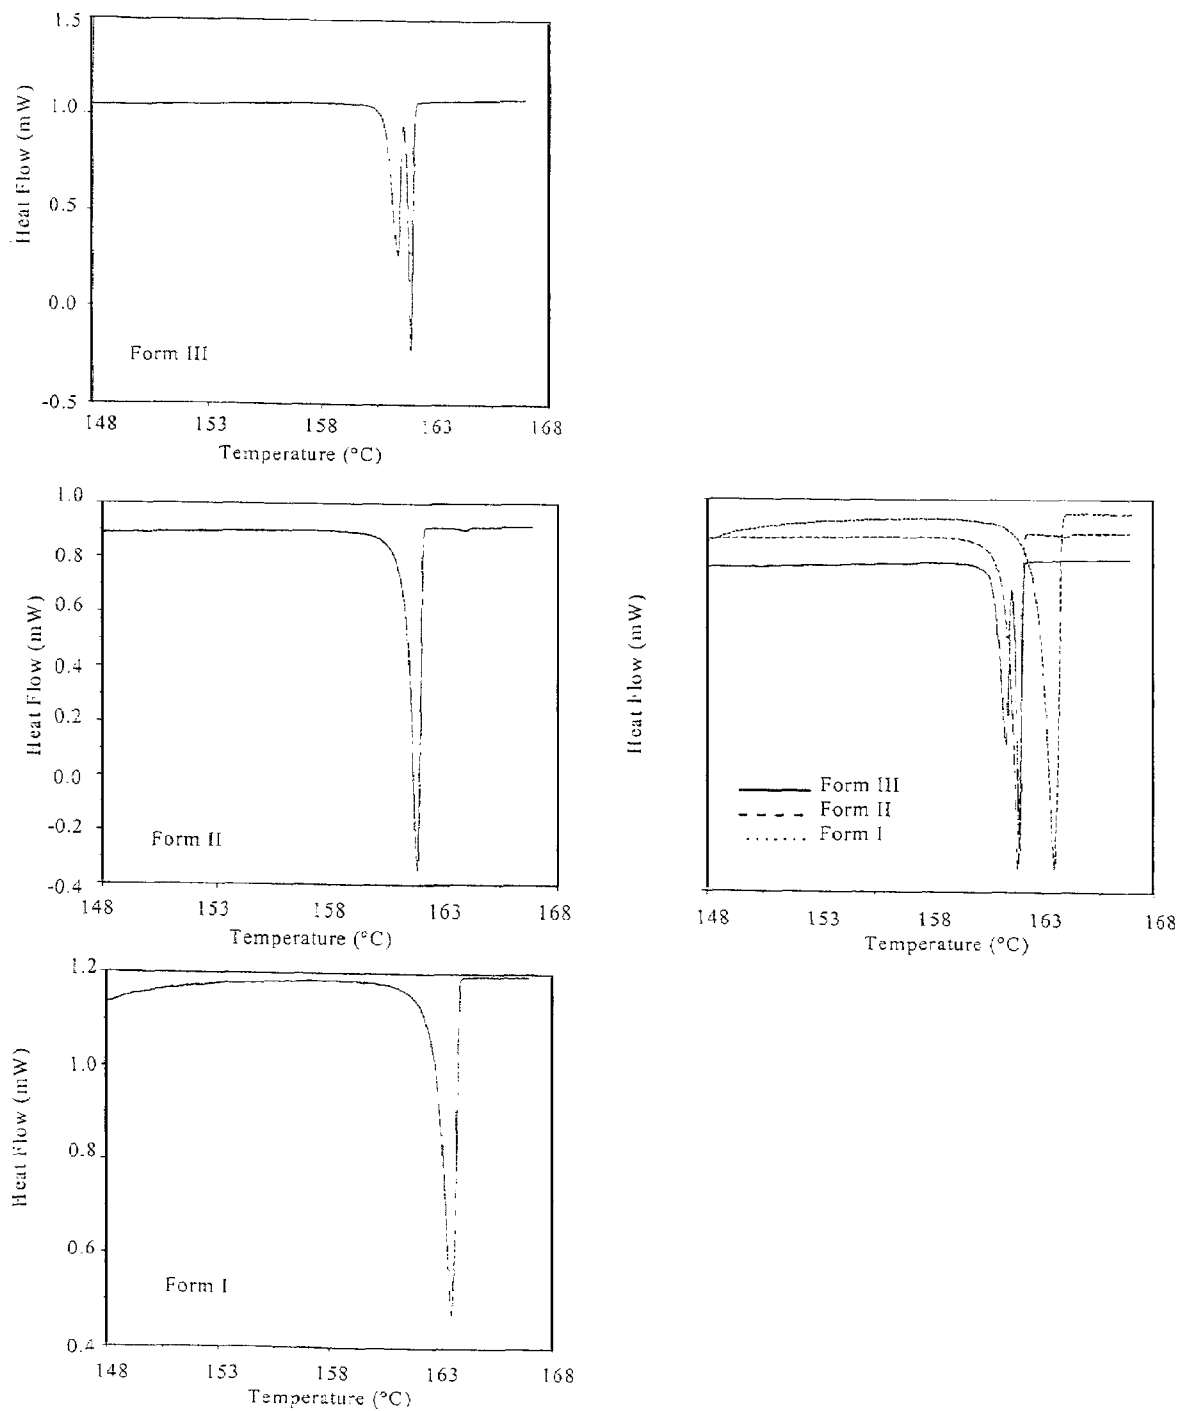 1.5
1.0
0.5
0.0
-0.5
Heat Flow (mW)
Form III
148 153 158 163 168
Temperature (°C)
1.0
0.8
0.6
0.4
0.2
0.0
-0.2
-0.4
Heat Flow (mW)
Form II
148 153 158 163 168
Temperature (°C)
Heat Flow (mW)
Form III
Form II
Form I
148 153 158 163 168
Temperature (°C)
1.2
1.0
0.8
0.6
0.4
Heat Flow (mW)
Form I
148 153 158 163 168
Temperature (°C)